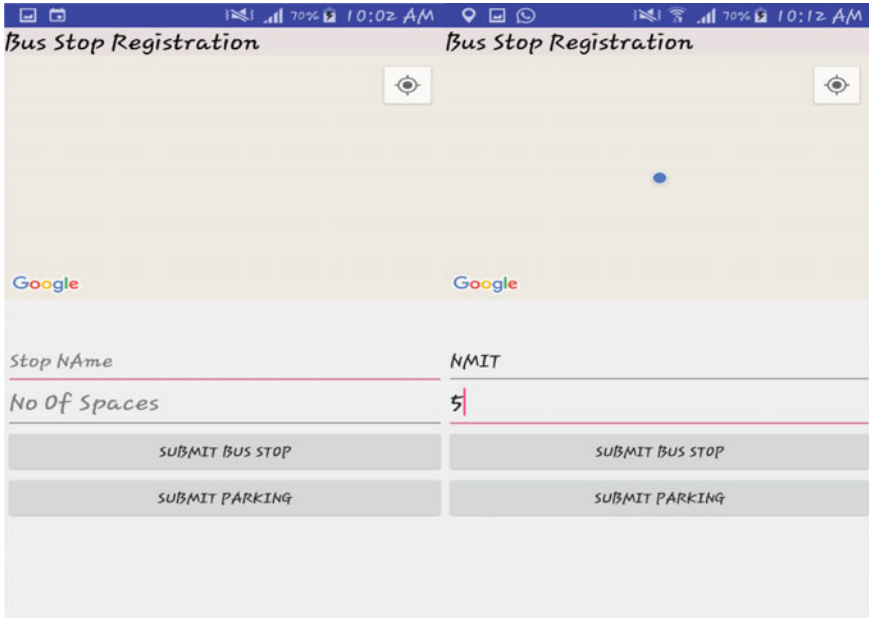 70% 10:02 AM
Bus Stop Registration
Google
Stop NAme
No Of Spaces
SUBMIT BUS STOP
SUBMIT PARKING
70% 10:12 AM
Bus Stop Registration
Google
NMIT
5
SUBMIT BUS STOP
SUBMIT PARKING